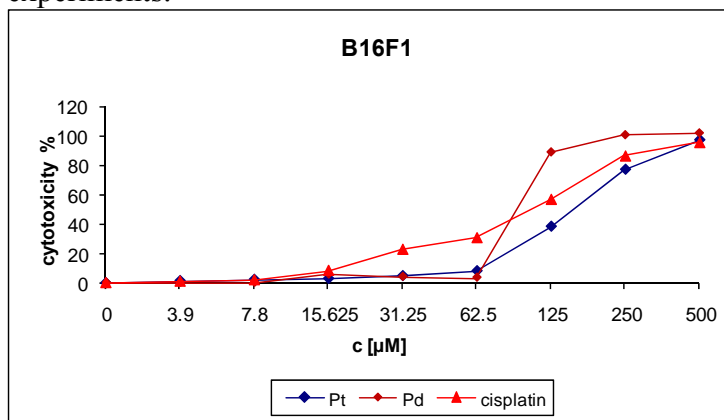 experiments.
B16F1
120
100
80
60
40
20
0
cytotoxicity %
0 3.9 7.8 15.625 31.25 62.5 125 250 500
c [µM]
Pt Pd cisplatin